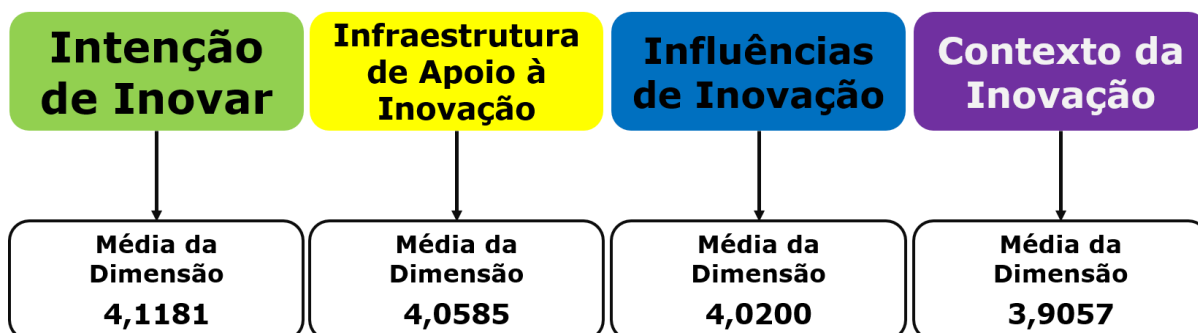 Intenção
de Inovar
Infraestrutura
de Apoio à
Inovação
Influências
de Inovação
Contexto da
Inovação
Média da
Dimensão
4,1181
Média da
Dimensão
4,0585
Média da
Dimensão
4,0200
Média da
Dimensão
3,9057